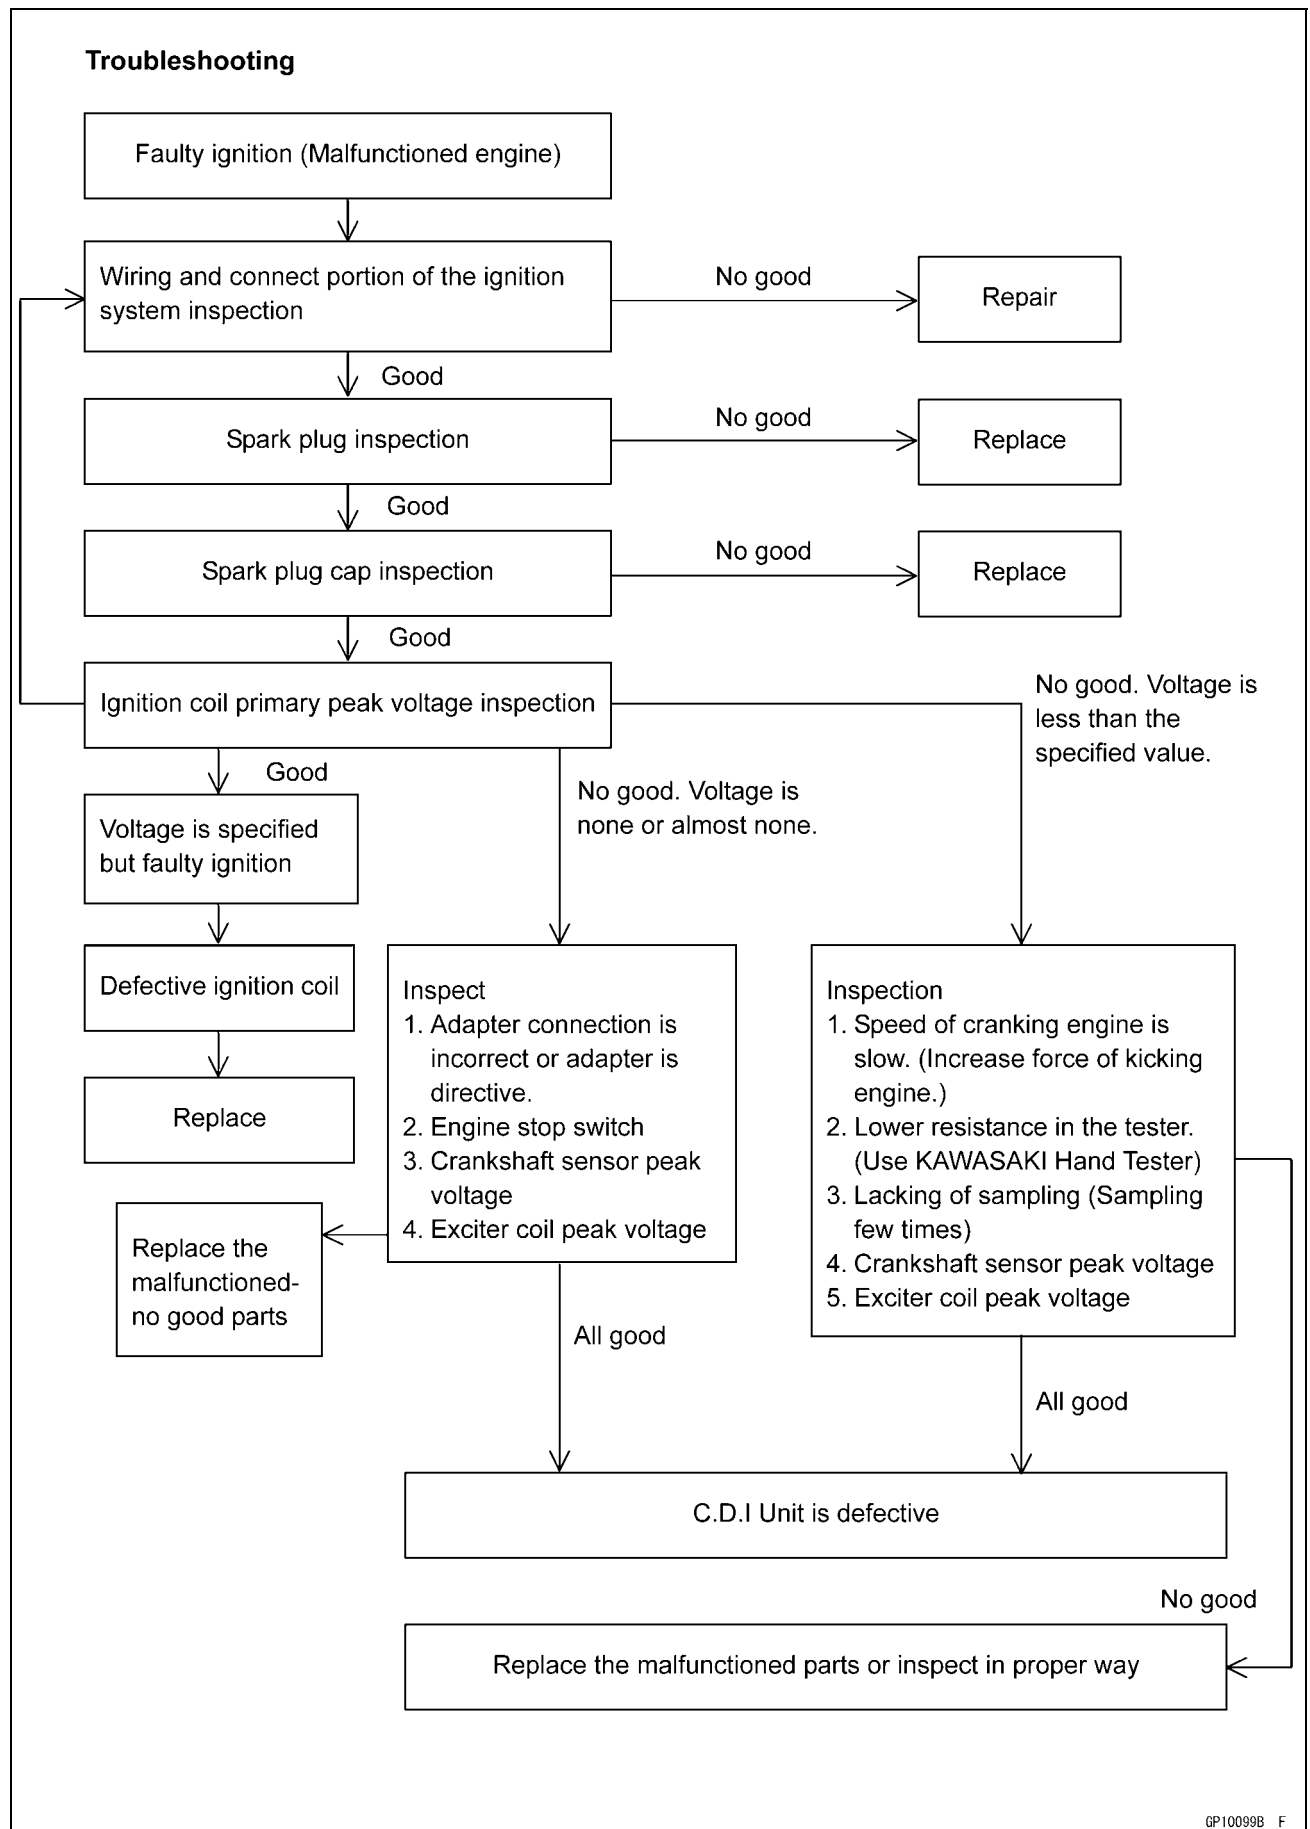 Troubleshooting
Faulty ignition (Malfunctioned engine)
Wiring and connect portion of the ignition
system inspection
No good
Repair
Good
Spark plug inspection
No good
Replace
Good
Spark plug cap inspection
No good
Replace
Good
Ignition coil primary peak voltage inspection
No good. Voltage is
less than the
specified value.
Good
No good. Voltage is
none or almost none.
Voltage is specified
but faulty ignition
Defective ignition coil
Replace
Inspect
1. Adapter connection is
incorrect or adapter is
directive.
2. Engine stop switch
3. Crankshaft sensor peak
voltage
4. Exciter coil peak voltage
Replace the
malfunctioned-
no good parts
Inspection
1. Speed of cranking engine is
slow. (Increase force of kicking
engine.)
2. Lower resistance in the tester.
(Use KAWASAKI Hand Tester)
3. Lacking of sampling (Sampling
few times)
4. Crankshaft sensor peak voltage
5. Exciter coil peak voltage
All good
All good
C.D.I Unit is defective
No good
Replace the malfunctioned parts or inspect in proper way
GP10099B F